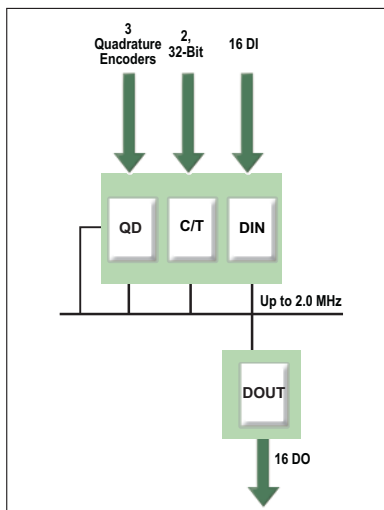 3
Quadrature
Encoders
2,
32-Bit
16 DI
QD
C/T
DIN
Up to 2.0 MHz
DOUT
16 DO